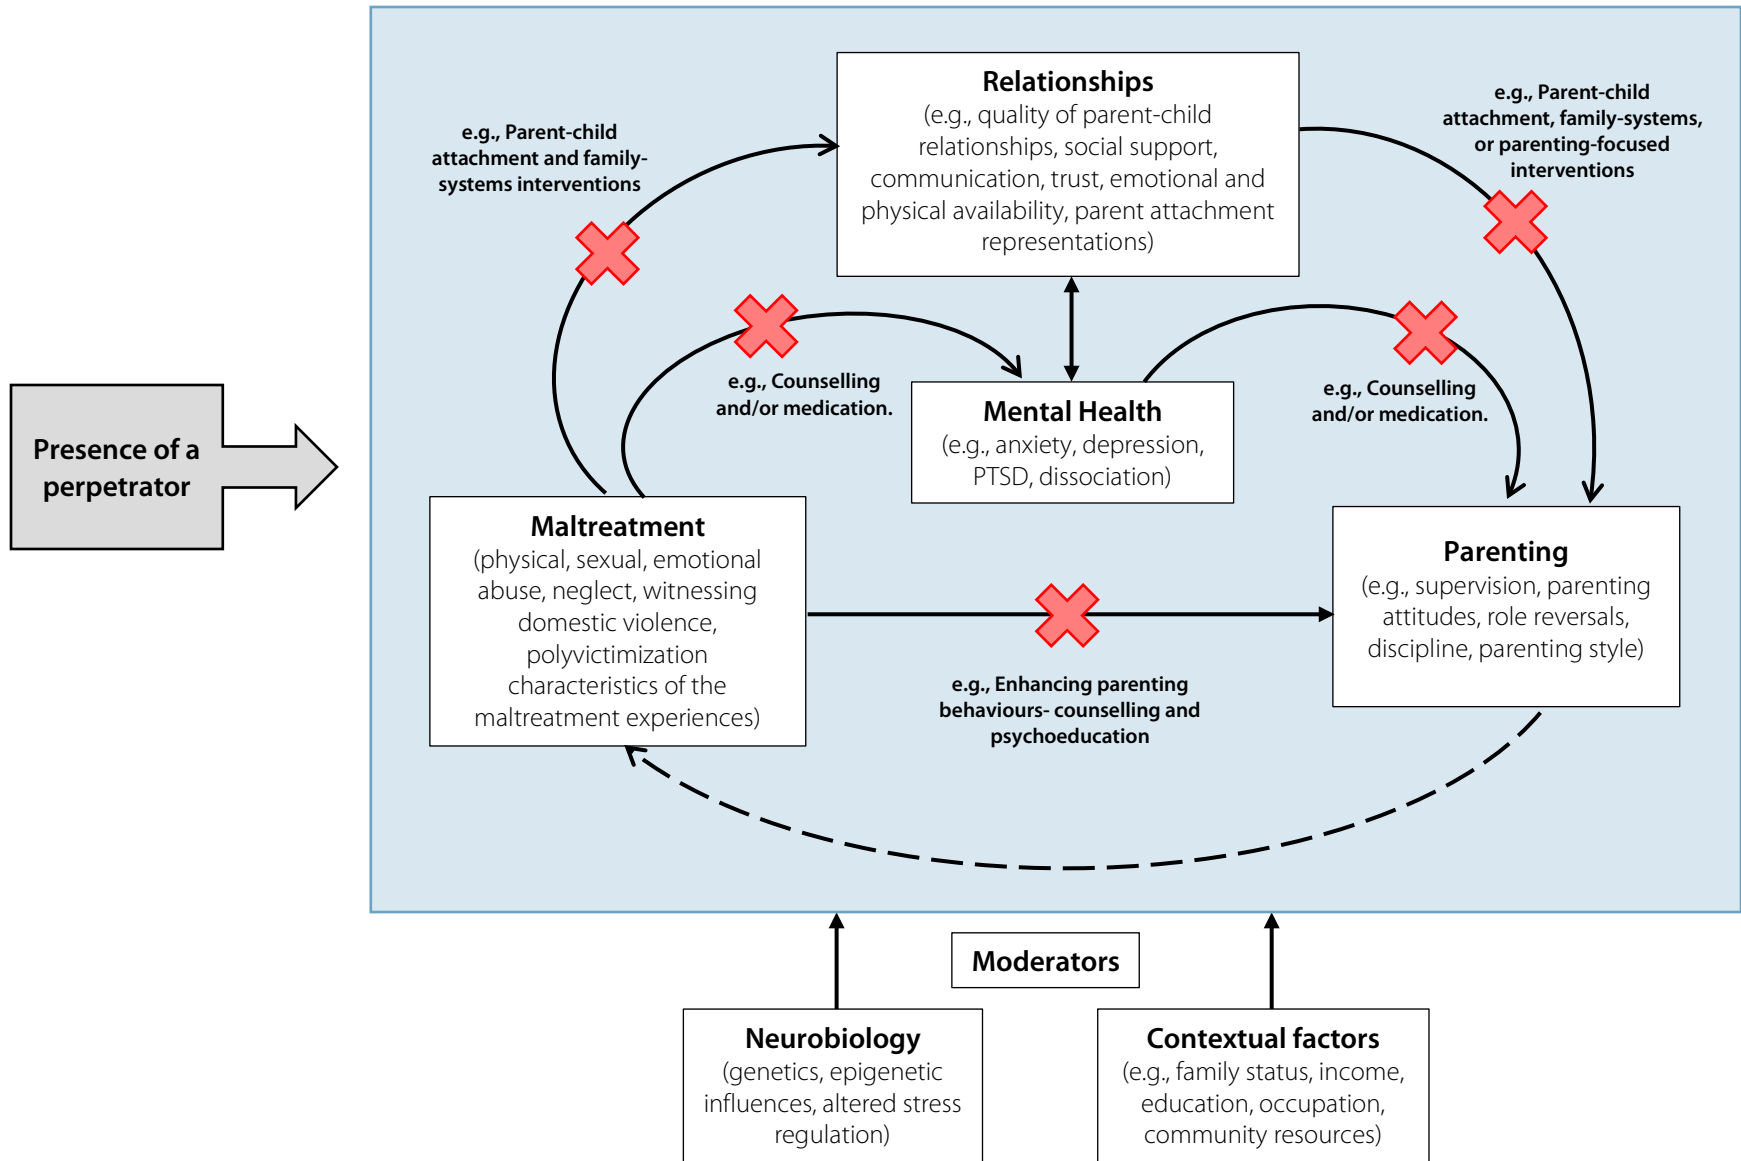 Relationships
(e.g., quality of parent-child
relationships, social support,
communication, trust, emotional and
physical availability, parent attachment
representations)
e.g., Parent-child
attachment and family-
systems interventions
e.g., Parent-child
attachment, family-systems,
or parenting-focused
interventions
e.g., Counselling
and/or medication.
Mental Health
(e.g., anxiety, depression,
PTSD, dissociation)
e.g., Counselling
and/or medication.
Presence of a
perpetrator
Maltreatment
(physical, sexual, emotional
abuse, neglect, witnessing
domestic violence,
polyvictimization
characteristics of the
maltreatment experiences)
Parenting
(e.g., supervision, parenting
attitudes, role reversals,
discipline, parenting style)
e.g., Enhancing parenting
behaviours- counselling and
psychoeducation
Moderators
Neurobiology
(genetics, epigenetic
influences, altered stress
regulation)
Contextual factors
(e.g., family status, income,
education, occupation,
community resources)